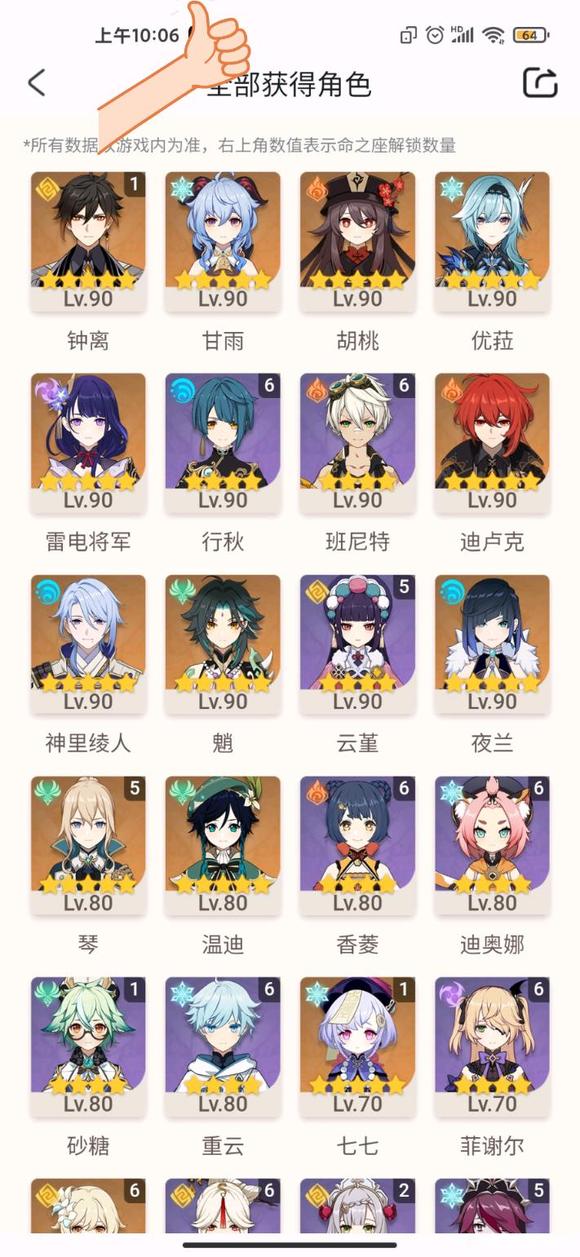 上午10:06 HD 64
全部获得角色
*所有数据以游戏内为准，右上角数值表示命之座解锁数量
1
Lv.90 Lv.90 Lv.90 Lv.90
钟离 甘雨 胡桃 优菈
6 6
Lv.90 Lv.90 Lv.90 Lv.90
雷电将军 行秋 班尼特 迪卢克
5
Lv.90 Lv.90 Lv.90 Lv.90
神里绫人 魈 云堇 夜兰
5 6 6
Lv.80 Lv.80 Lv.80 Lv.80
琴 温迪 香菱 迪奥娜
1 6 1 6
Lv.80 Lv.80 Lv.70 Lv.70
砂糖 重云 七七 菲谢尔
6 6 2 5